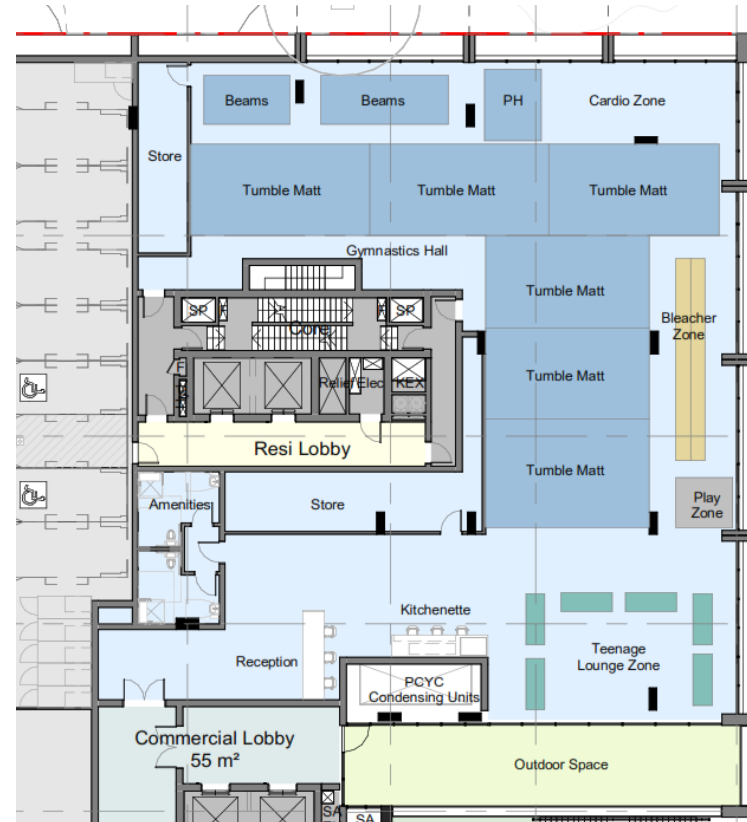 Beams
Beams
PH
Cardio Zone
Store
Tumble Matt
Tumble Matt
Tumble Matt
Gymnastics Hall
Tumble Matt
SP
F
F
SP
Core
Bleacher
Zone
F
Relief
Elec
KEX
Tumble Matt
Resi Lobby
Tumble Matt
Amenities
Store
Play
Zone
Kitchenette
Reception
Teenage
Lounge Zone
PCYC
Condensing Units
Commercial Lobby
55 m²
Outdoor Space
SA
SA